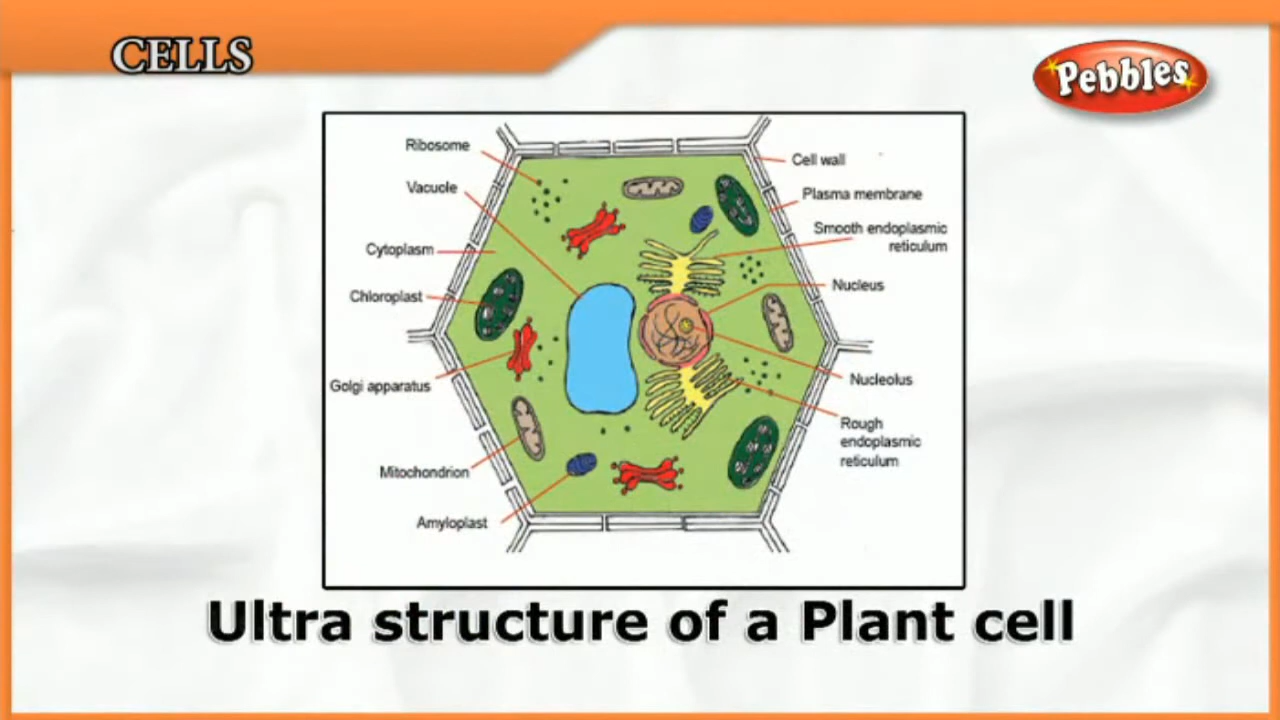 CELLS
Pebbles
Ribosome
Vacuole
Cytoplasm
Chloroplast
Golgi apparatus
Mitochondrion
Amyloplast
Cell wall
Plasma membrane
Smooth endoplasmic
reticulum
Nucleus
Nucleolus
Rough
endoplasmic
reticulum
Ultra structure of a Plant cell